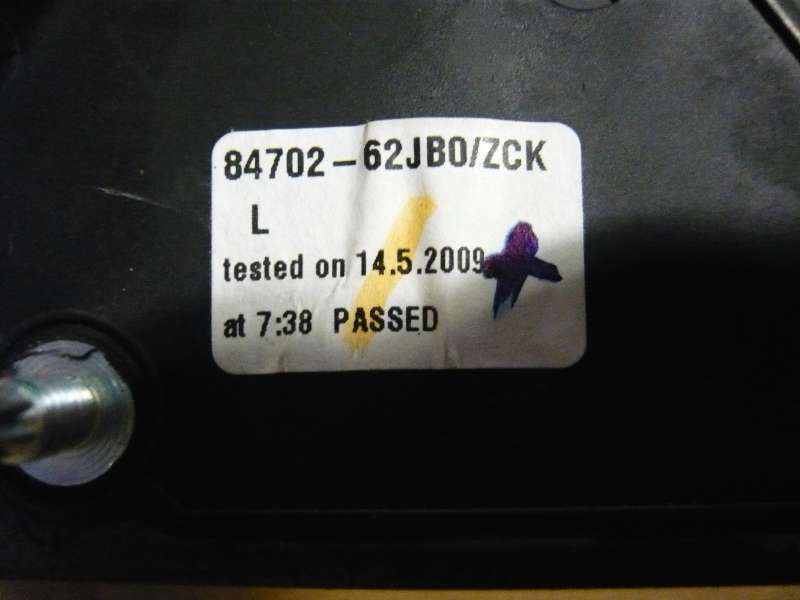 84702-62JB0/ZCK
L
tested on 14.5.2009
at 7:38 PASSED